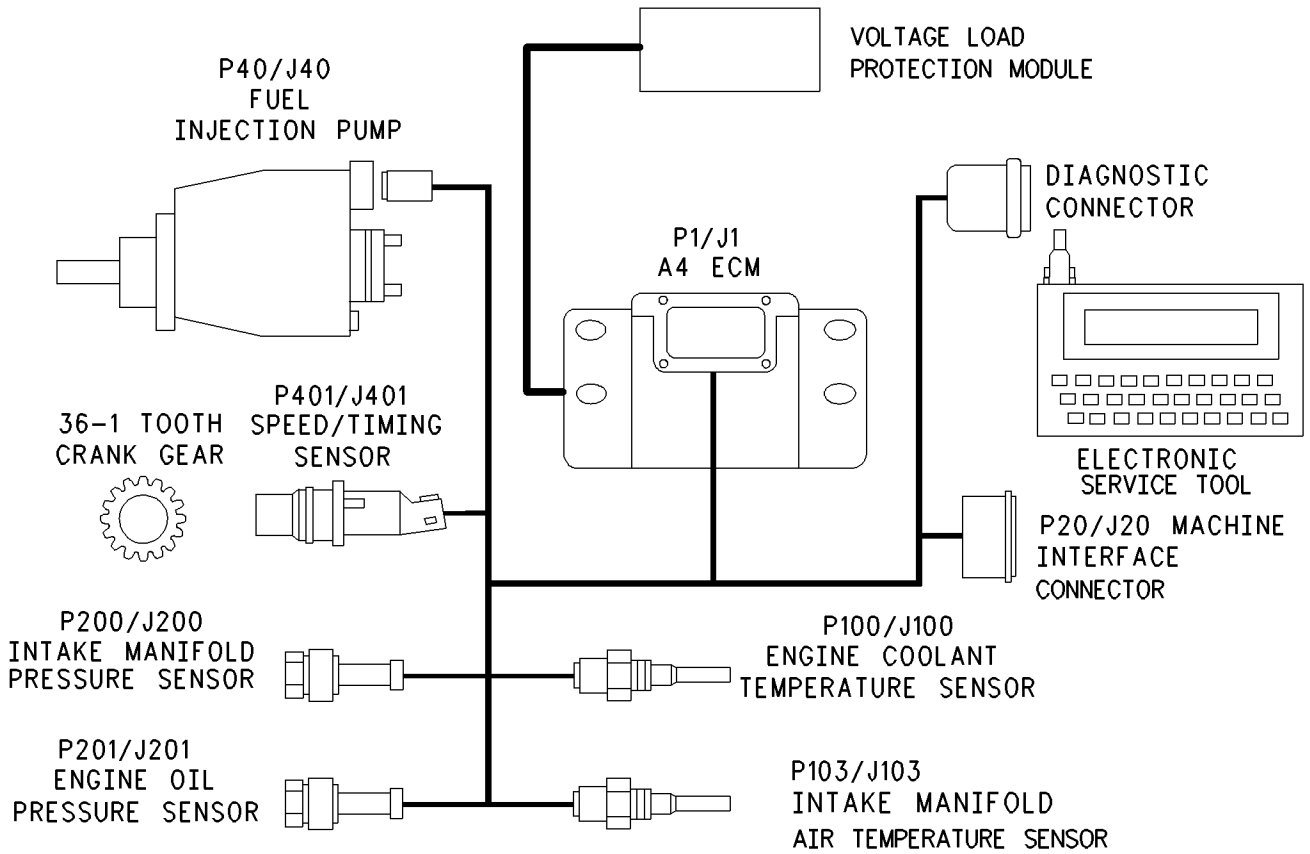 VOLTAGE LOAD
PROTECTION MODULE
P40/J40
FUEL
INJECTION PUMP
DIAGNOSTIC
CONNECTOR
P1/J1
A4 ECM
P401/J401
SPEED/TIMING
SENSOR
36-1 TOOTH
CRANK GEAR
ELECTRONIC
SERVICE TOOL
P20/J20 MACHINE
INTERFACE
CONNECTOR
P200/J200
INTAKE MANIFOLD
PRESSURE SENSOR
P100/J100
ENGINE COOLANT
TEMPERATURE SENSOR
P201/J201
ENGINE OIL
PRESSURE SENSOR
P103/J103
INTAKE MANIFOLD
AIR TEMPERATURE SENSOR